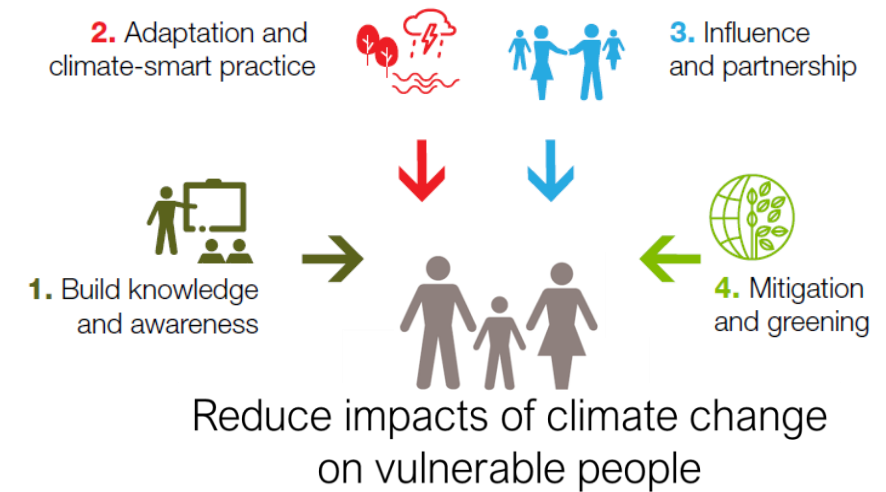 1. Build knowledge
and awareness
2. Adaptation and
climate-smart practice
3. Influence
and partnership
4. Mitigation
and greening
Reduce impacts of climate change
on vulnerable people